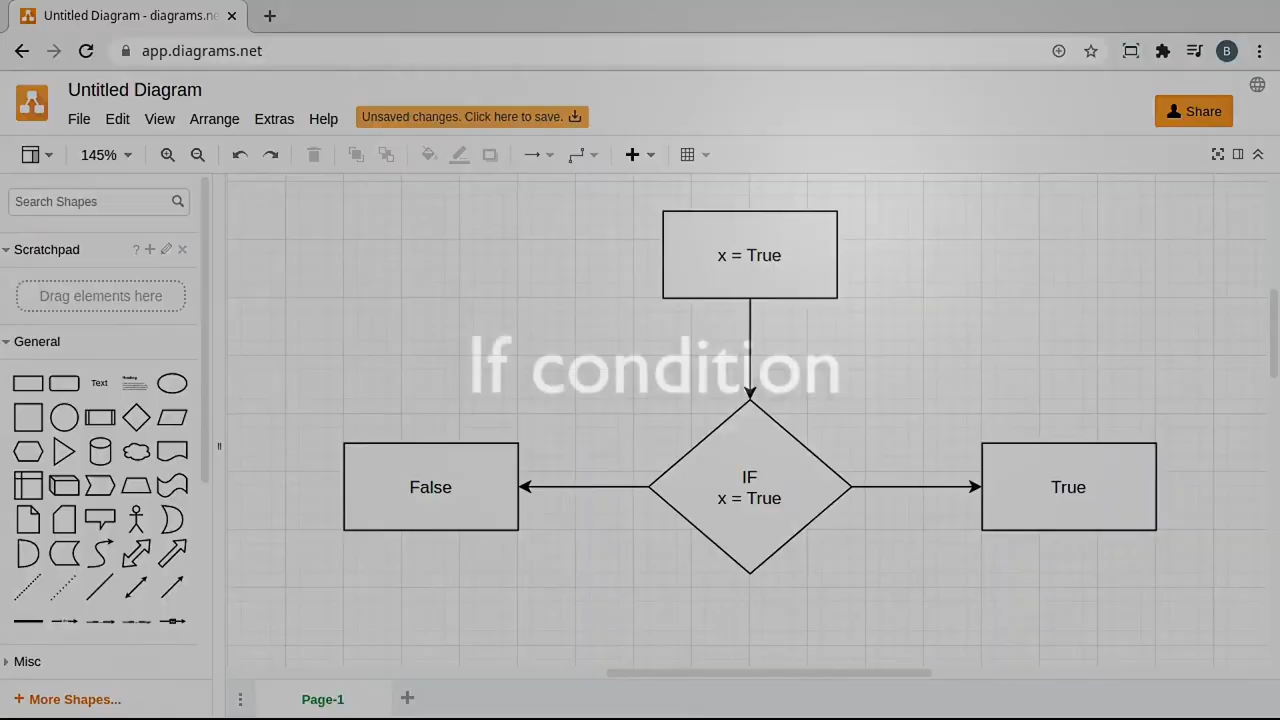 Untitled Diagram - diagrams.ne
app.diagrams.net
B
Untitled Diagram
File Edit View Arrange Extras Help
Unsaved changes. Click here to save.
Share
145%
Search Shapes
Scratchpad
?
Drag elements here
General
Text
Heading
x = True
If condition
False
IF
x = True
True
Misc
+ More Shapes...
Page-1